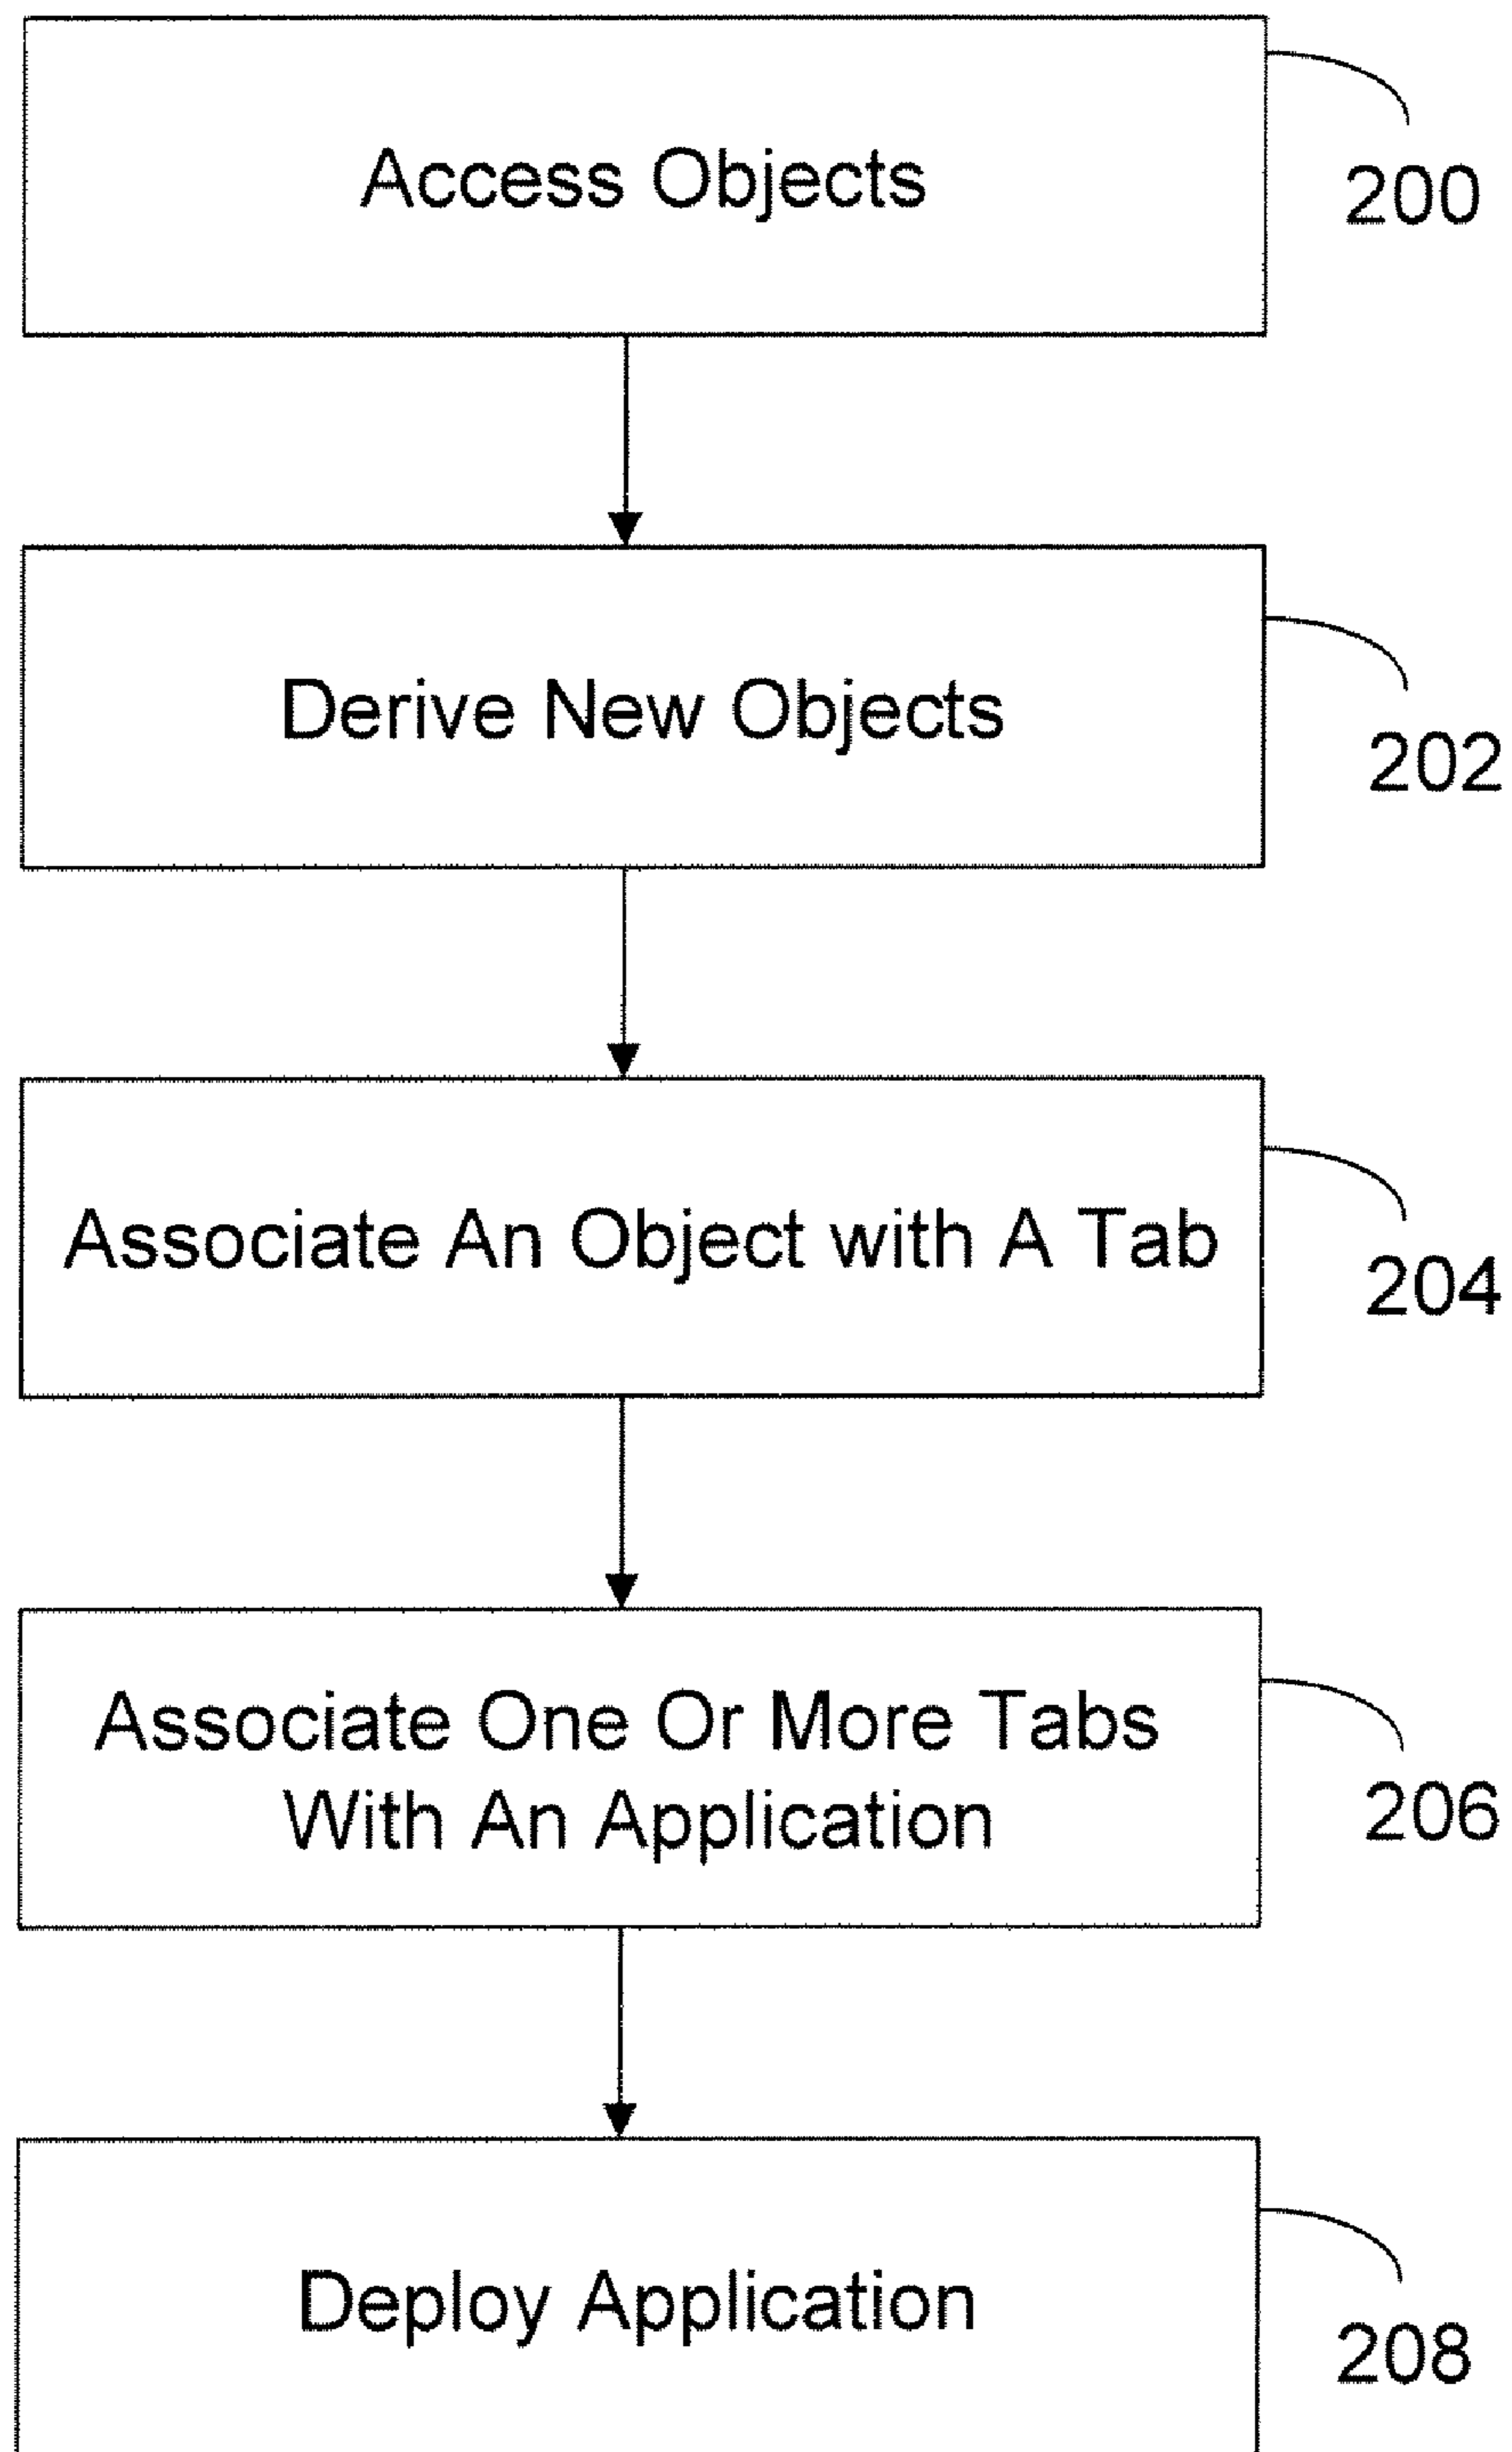 Access Objects
200
Derive New Objects
202
Associate An Object with A Tab
204
Associate One Or More Tabs
With An Application
206
Deploy Application
208